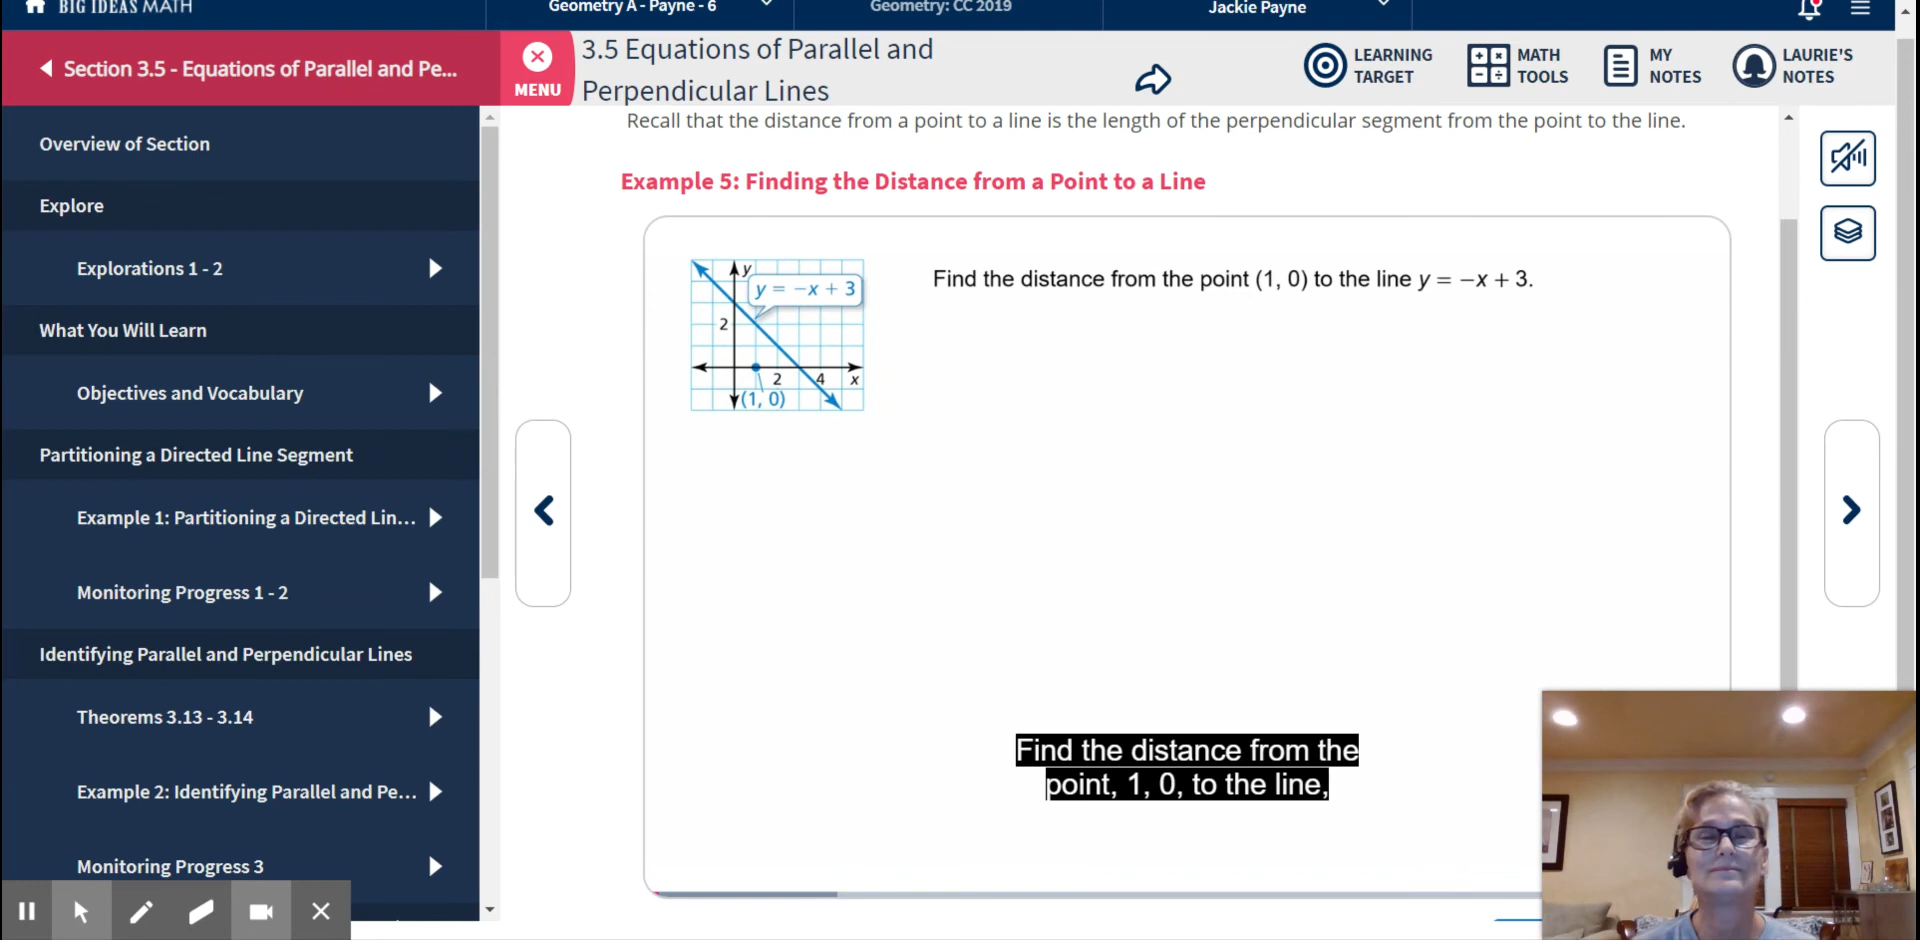 BIG IDEAS MATH
Geometry A - Payne - 6
Geometry: CC 2019
Jackie Payne
Section 3.5 - Equations of Parallel and Pe...
MENU
3.5 Equations of Parallel and
Perpendicular Lines
LEARNING
TARGET
MATH
TOOLS
MY
NOTES
LAURIE'S
NOTES
Overview of Section
Explore
Explorations 1 - 2
What You Will Learn
Objectives and Vocabulary
Partitioning a Directed Line Segment
Example 1: Partitioning a Directed Lin...
Monitoring Progress 1 - 2
Identifying Parallel and Perpendicular Lines
Theorems 3.13 - 3.14
Example 2: Identifying Parallel and Pe...
Monitoring Progress 3
Recall that the distance from a point to a line is the length of the perpendicular segment from the point to the line.
Example 5: Finding the Distance from a Point to a Line
y
y = −x + 3
2
2
4
x
(1, 0)
Find the distance from the point (1, 0) to the line y = −x + 3.
Find the distance from the
point, 1, 0, to the line,